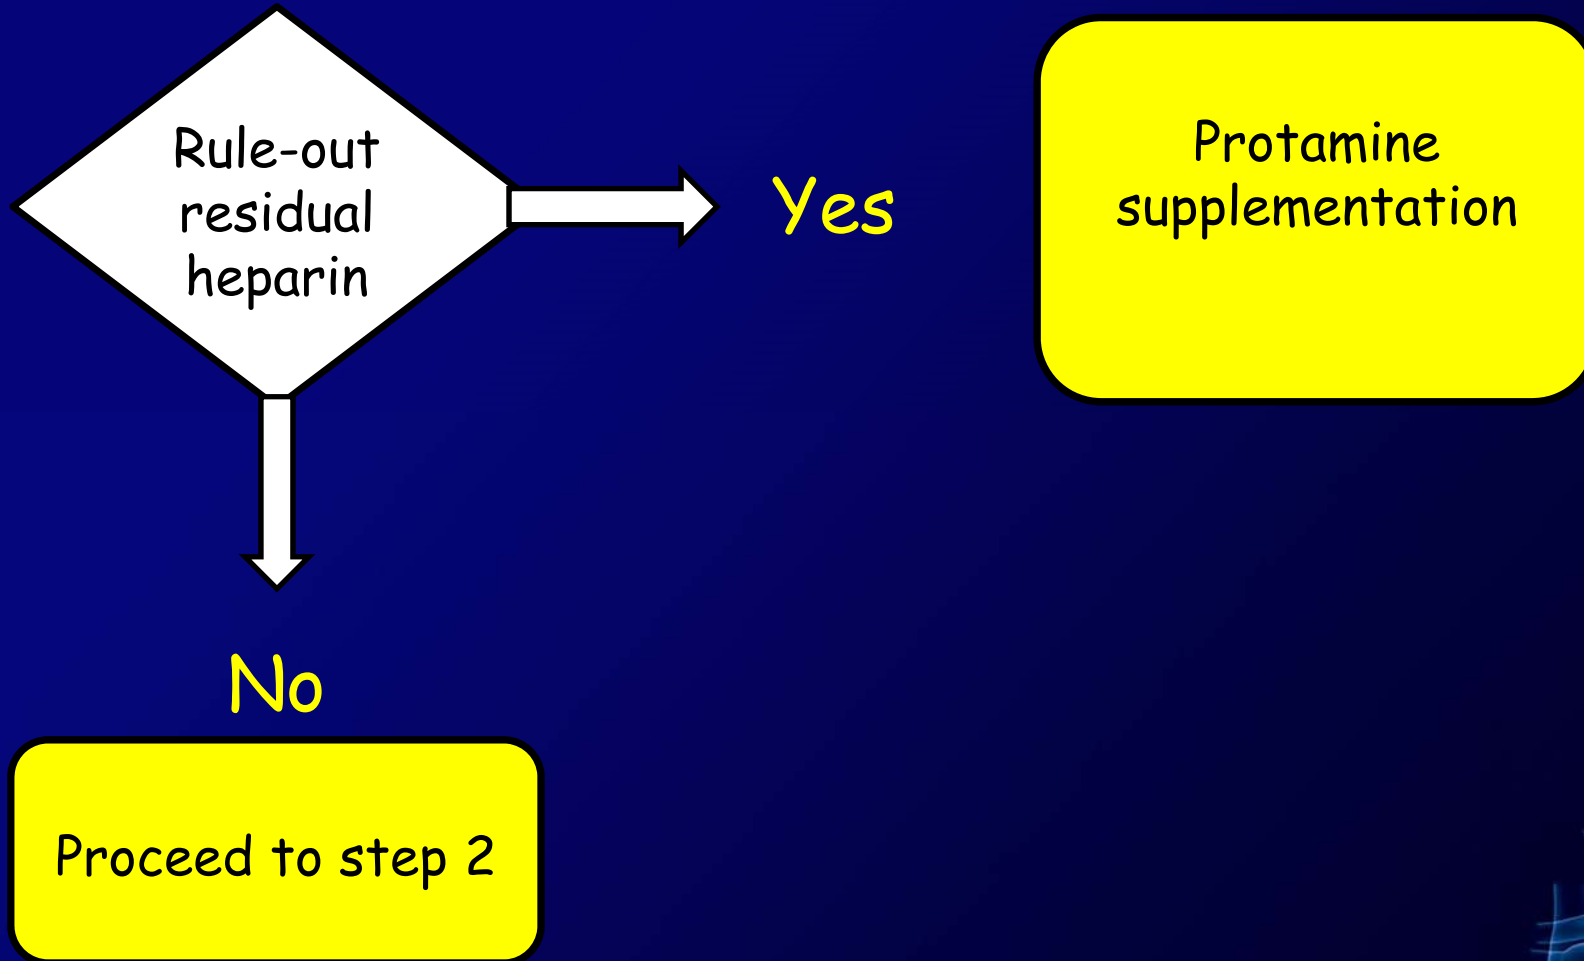 Rule-out
residual
heparin
Yes
Protamine
supplementation
No
Proceed to step 2